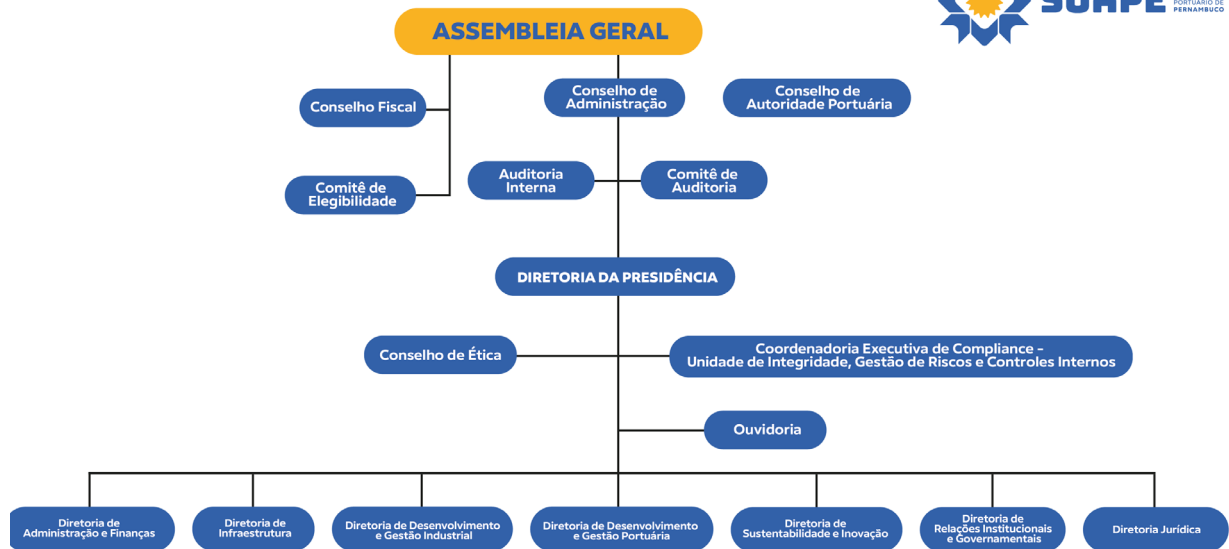 PORTUÁRIO DE
SUAPE
PERNAMBUCO
ASSEMBLEIA GERAL
Conselho Fiscal
Conselho de
Administração
Conselho de
Autoridade Portuária
Comitê de
Elegibilidade
Auditoria
Interna
Comitê de
Auditoria
DIRETORIA DA PRESIDÊNCIA
Conselho de Ética
Coordenadoria Executiva de Compliance –
Unidade de Integridade, Gestão de Riscos e Controles Internos
Ouvidoria
Diretoria de
Administração e Finanças
Diretoria de
Infraestrutura
Diretoria de Desenvolvimento
e Gestão Industrial
Diretoria de Desenvolvimento
e Gestão Portuária
Diretoria de
Sustentabilidade e Inovação
Diretoria de
Relações Institucionais
e Governamentais
Diretoria Jurídica